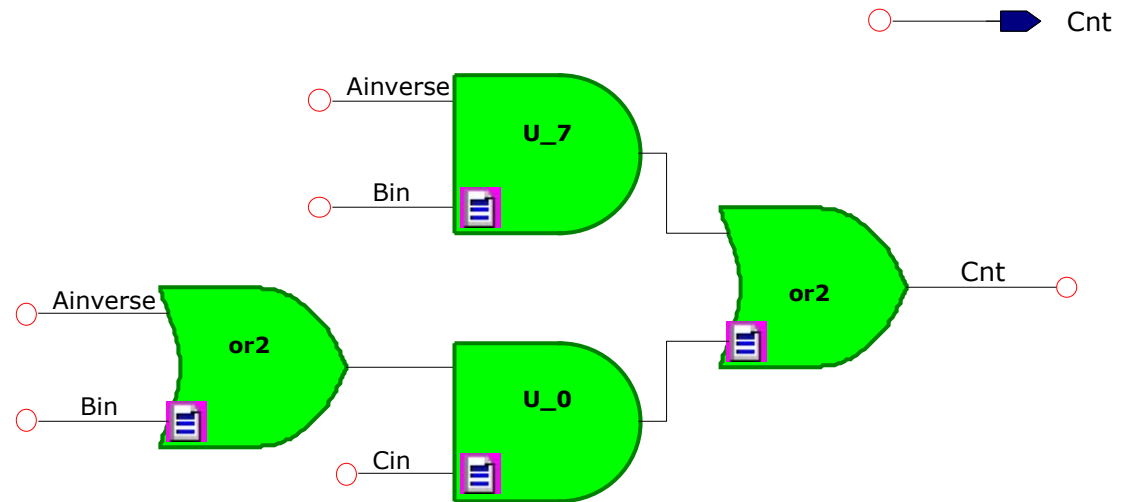 Cnt
Ainverse
U_7
Bin
Cnt
or2
Ainverse
or2
U_0
Bin
Cin